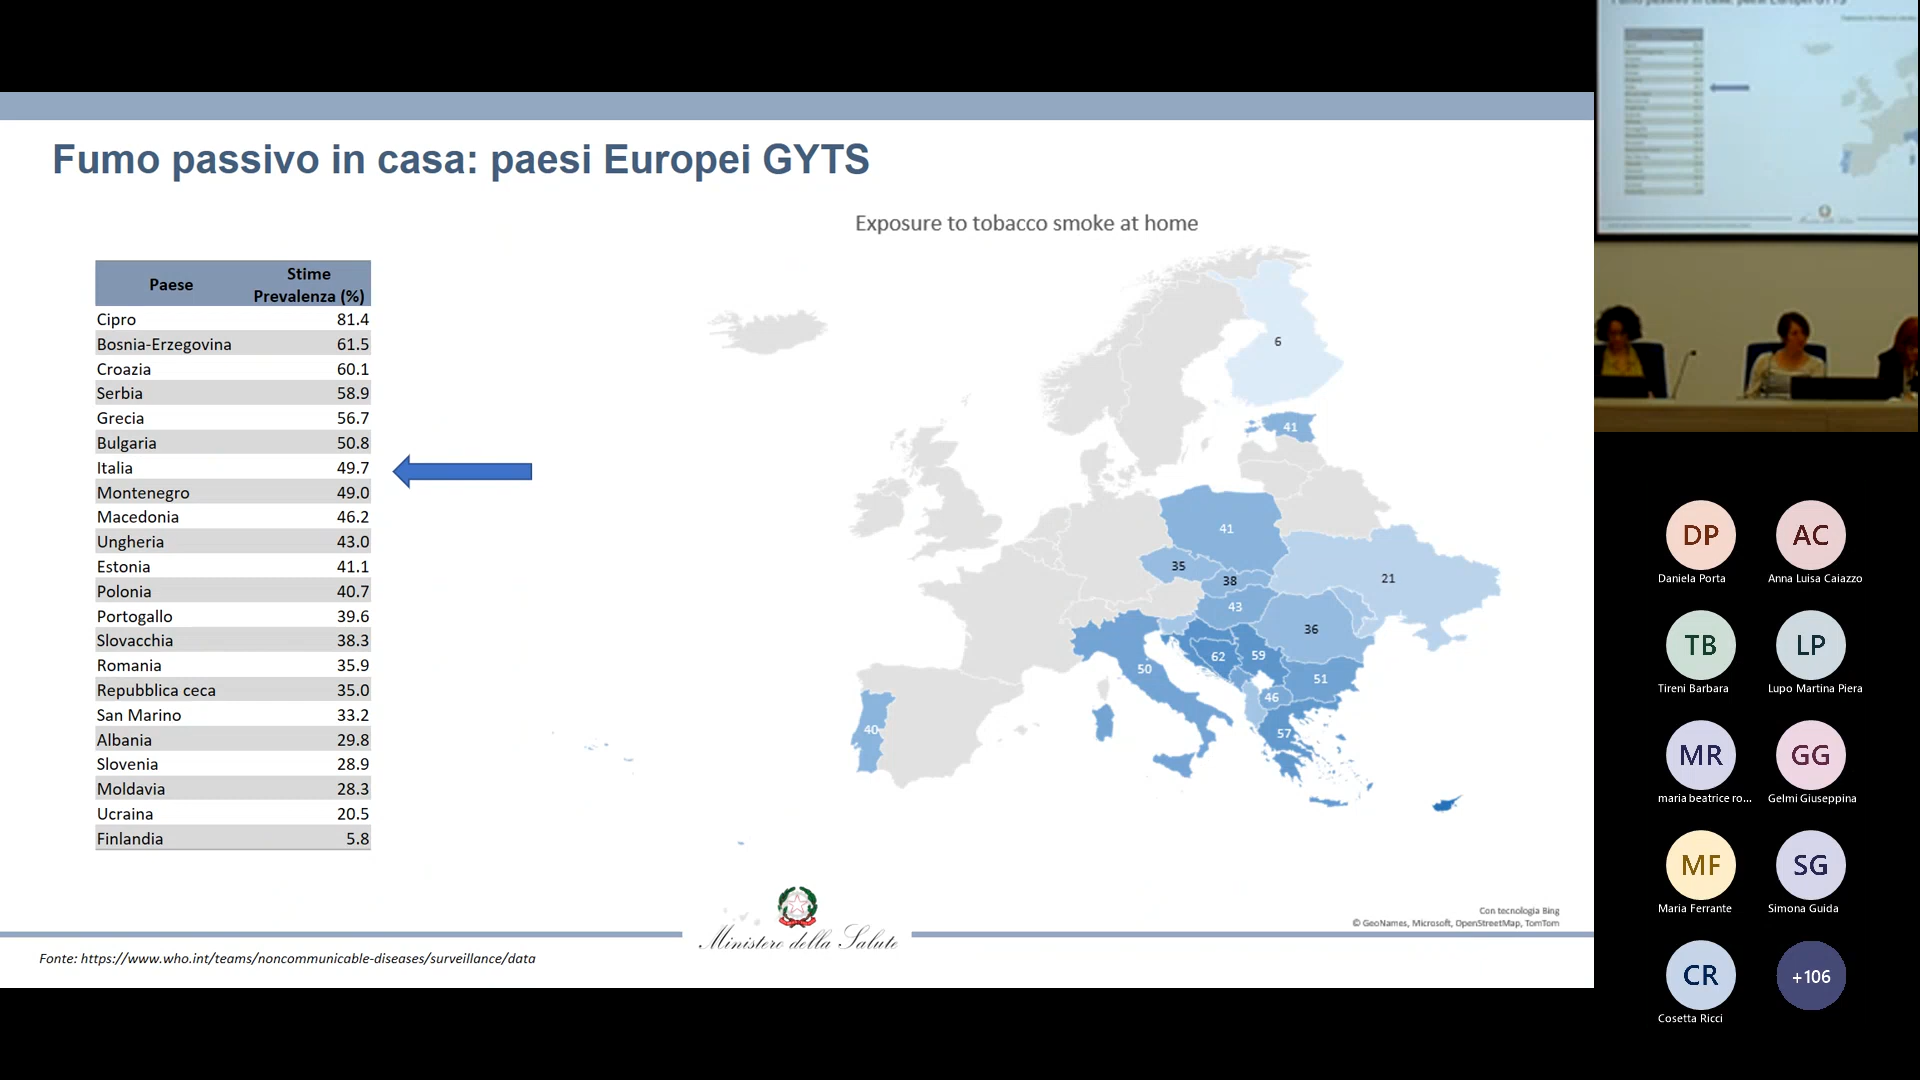 Fumo passivo in casa: paesi Europei GYTS
Exposure to tobacco smoke at home
Paese Stime Prevalenza (%)
Cipro 81.4
Bosnia-Erzegovina 61.5
Croazia 60.1
Serbia 58.9
Grecia 56.7
Bulgaria 50.8
Italia 49.7
Montenegro 49.0
Macedonia 46.2
Ungheria 43.0
Estonia 41.1
Polonia 40.7
Portogallo 39.6
Slovacchia 38.3
Romania 35.9
Repubblica ceca 35.0
San Marino 33.2
Albania 29.8
Slovenia 28.9
Moldavia 28.3
Ucraina 20.5
Finlandia 5.8
6
41
41
35
38
21
43
36
62
59
50
51
46
40
57
Con tecnologia Bing
© GeoNames, Microsoft, OpenStreetMap, TomTom
Ministero della Salute
Fonte: https://www.who.int/teams/noncommunicable-diseases/surveillance/data
DP
AC
Daniela Porta
Anna Luisa Caiazzo
TB
LP
Tireni Barbara
Lupo Martina Piera
MR
GG
maria beatrice ro...
Gelmi Giuseppina
MF
SG
Maria Ferrante
Simona Guida
CR
+106
Cosetta Ricci